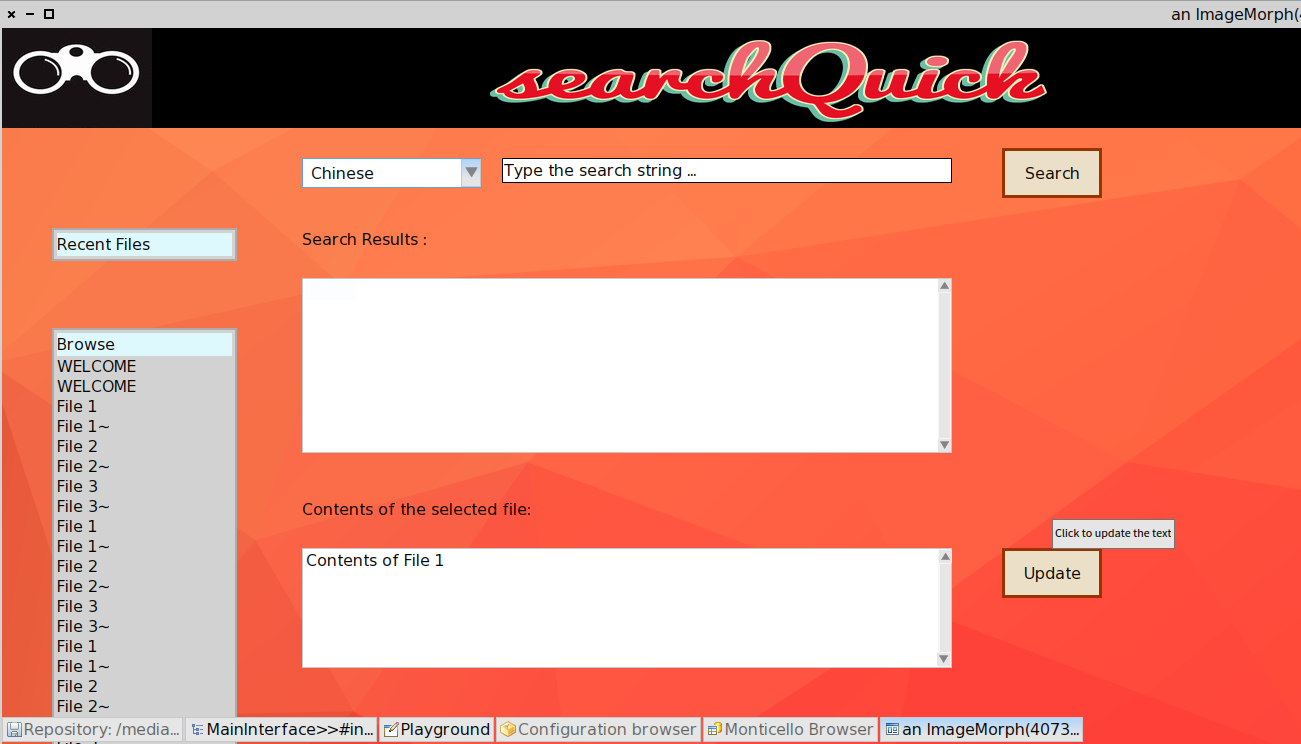 an ImageMorph(4
searchQuick
Chinese
Type the search string ...
Search
Recent Files
Search Results :
Browse
WELCOME
WELCOME
File 1
File 1~
File 2
File 2~
File 3
File 3~
File 1
File 1~
File 2
File 2~
File 3
File 3~
File 1
File 1~
File 2
File 2~
Contents of the selected file:
Click to update the text
Contents of File 1
Update
Repository: /media...
MainInterface>>#in...
Playground
Configuration browser
Monticello Browser
an ImageMorph(4073...